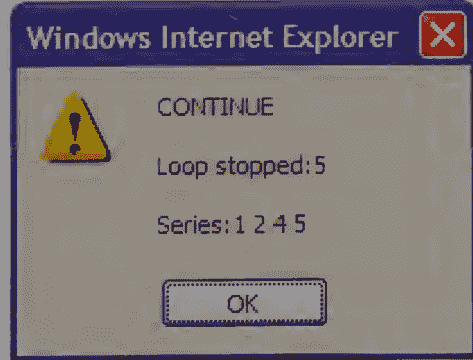 Windows Internet Explorer
CONTINUE
Loop stopped:5
Series:1 2 4 5
OK